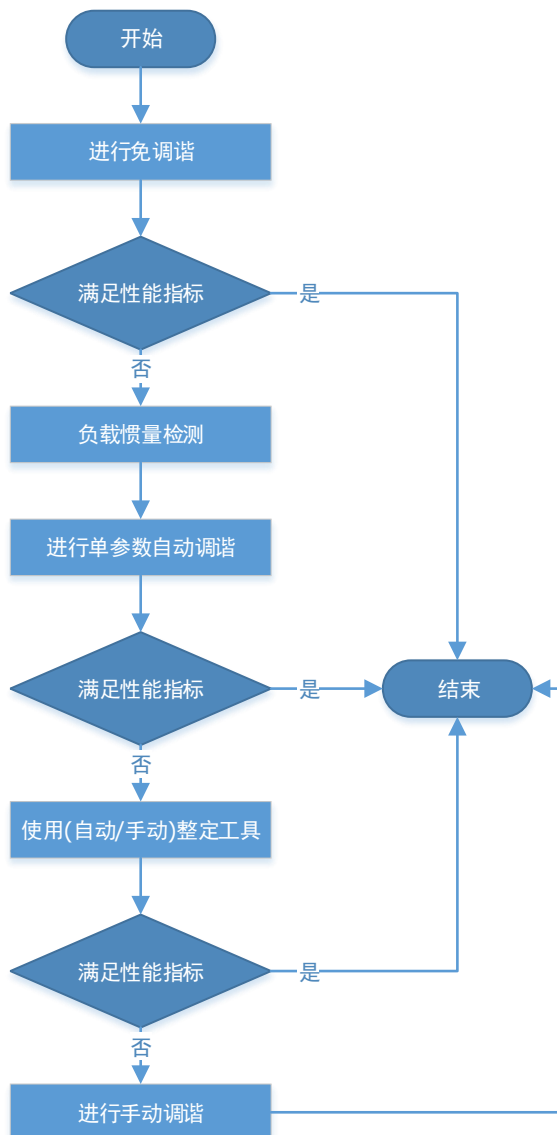 开始
进行免调谐
满足性能指标
是
否
负载惯量检测
进行单参数自动调谐
满足性能指标
是
结束
否
使用(自动/手动)整定工具
满足性能指标
是
否
进行手动调谐